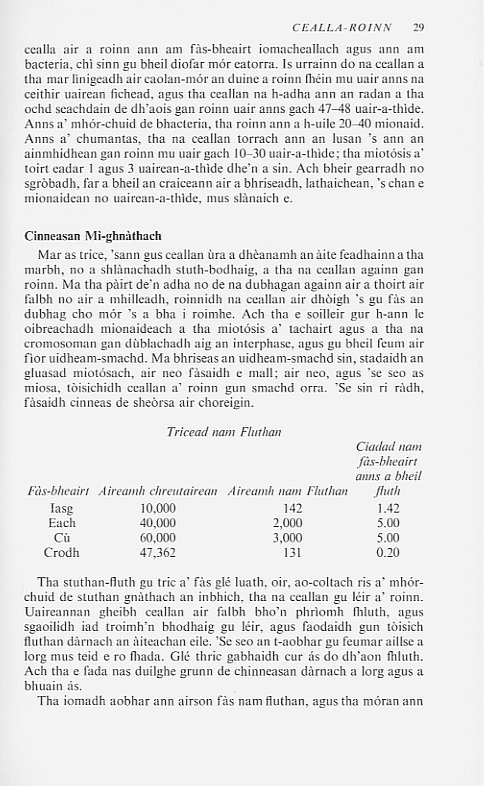 CEALLA-ROINN 29
cealla air a roinn ann am fàs-bheairt iomacheallach agus ann am
bacteria, chì sinn gu bheil diofar mór eatorra. Is urrainn do na ceallan a
tha mar lìnigeadh air caolan-mór an duine a roinn fhéin mu uair anns na
ceithir uairean fichead, agus tha ceallan na h-adha ann an radan a tha
ochd seachdain de dh'aois gan roinn uair anns gach 47–48 uair-a-thìde.
Anns a' mhór-chuid de bhacteria, tha roinn ann a h-uile 20–40 mionaid.
Anns a' chumantas, tha na ceallan torrach ann an lusan 's ann an
ainmhidhean gan roinn mu uair gach 10–30 uair-a-thìde; tha miotósis a'
toirt eadar 1 agus 3 uairean-a-thìde dhe'n a sin. Ach bheir gearradh no
sgròbadh, far a bheil an craiceann air a bhriseadh, lathaichean, 's chan e
mionaidean no uairean-a-thìde, mus slànaich e.
Cinneasan Mì-ghnàthach
Mar as trice, 'sann gus ceallan ùra a dhèanamh an àite feadhainn a tha
marbh, no a shlànachadh stuth-bodhaig, a tha na ceallan againn gan
roinn. Ma tha pàirt de'n adha no de na dubhagan againn air a thoirt air
falbh no air a mhilleadh, roinnidh na ceallan air dhòigh 's gu fàs an
dubhag cho mór 's a bha i roimhe. Ach tha e soilleir gur h-ann le
oibreachadh mionaideach a tha miotósis a' tachairt agus a tha na
cromosoman gan dùblachadh aig an interphase, agus gu bheil feum air
fìor uidheam-smachd. Ma bhriseas an uidheam-smachd sin, stadaidh an
gluasad miotósach, air neo fàsaidh e mall; air neo, agus 'se seo as
miosa, tòisichidh ceallan a' roinn gun smachd orra. 'Se sin ri ràdh,
fàsaidh cinneas de sheòrsa air choreigin.
Tricead nam Fluthan
Ciadad nam
fàs-bheairt
anns a bheil
Fàs-bheairt Aireamh chreutairean Aireamh nam Fluthan fluth
Iasg 10,000 142 1.42
Each 40,000 2,000 5.00
Cù 60,000 3,000 5.00
Crodh 47,362 131 0.20
Tha stuthan-fluth gu tric a' fàs glé luath, oir, ao-coltach ris a' mhór-
chuid de stuthan gnàthach an inbhich, tha na ceallan gu léir a' roinn.
Uaireannan gheibh ceallan air falbh bho'n phrìomh fhluth, agus
sgaoilidh iad troimh'n bhodhaig gu léir, agus faodaidh gun tòisich
fluthan dàrnach an àiteachan eile. 'Se seo an t-aobhar gu feumar aillse a
lorg mus teid e ro fhada. Glé thric gabhaidh cur ás do dh'aon fhluth.
Ach tha e fada nas duilghe grunn de chinneasan dàrnach a lorg agus a
bhuain ás.
Tha iomadh aobhar ann airson fàs nam fluthan, agus tha móran ann